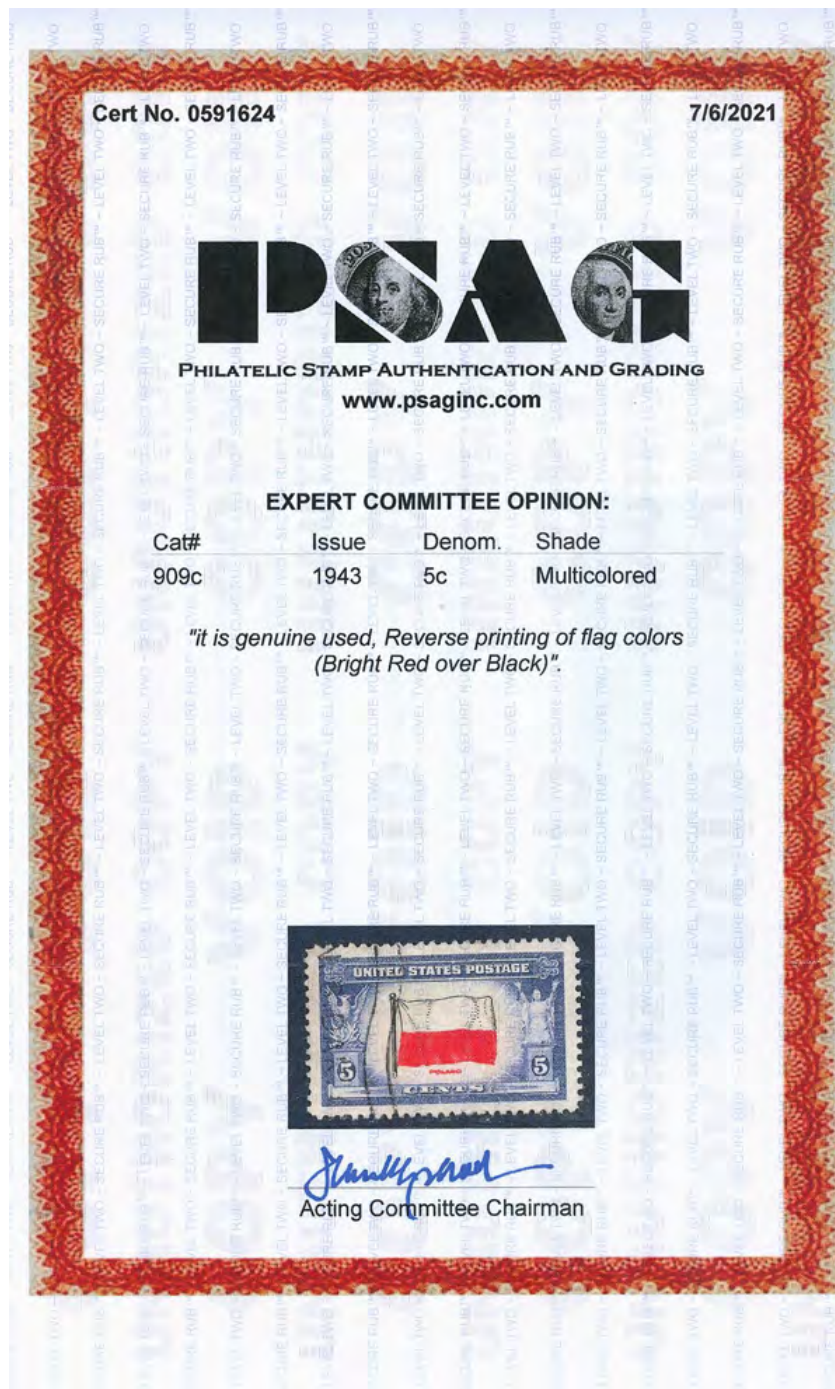 Cert No. 0591624
7/6/2021
PSAG
PHILATELIC STAMP AUTHENTICATION AND GRADING
www.psaginc.com
EXPERT COMMITTEE OPINION:
Cat# Issue Denom. Shade
909c 1943 5c Multicolored
"it is genuine used, Reverse printing of flag colors
(Bright Red over Black)".
UNITED STATES POSTAGE
POLAND
5 5
CENTS
Acting Committee Chairman